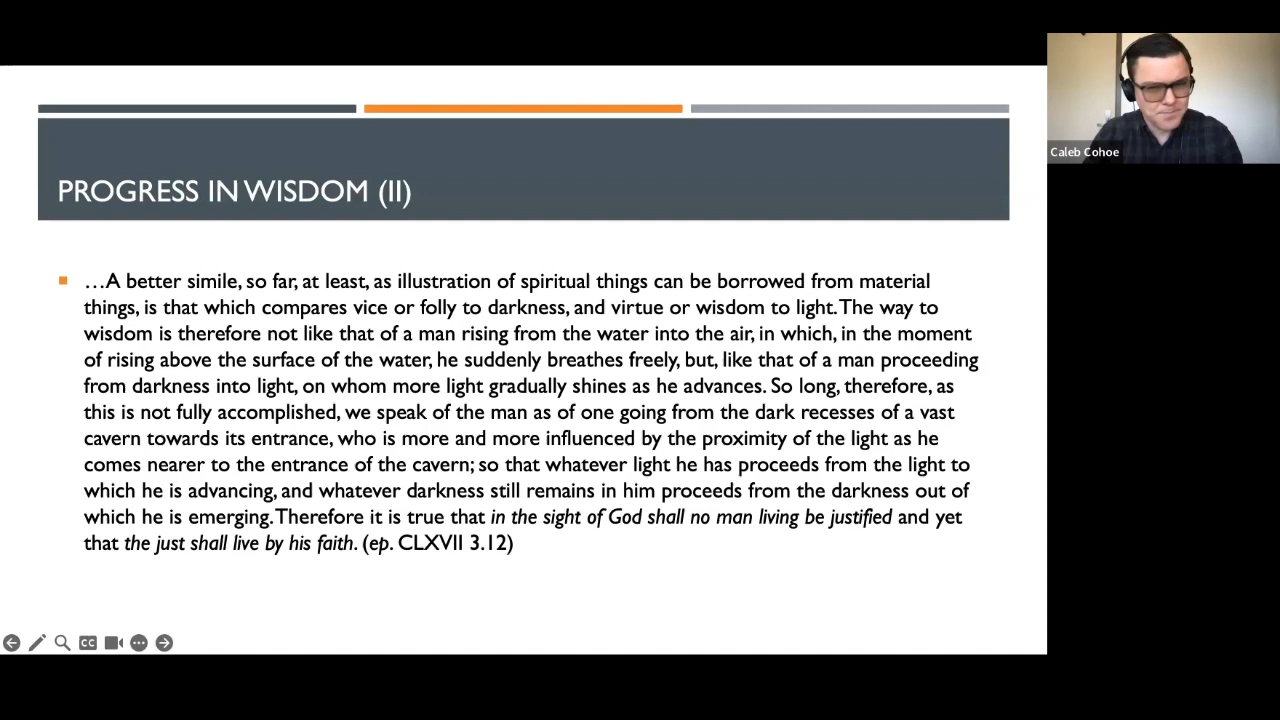 PROGRESS IN WISDOM (II)
…A better simile, so far, at least, as illustration of spiritual things can be borrowed from material
things, is that which compares vice or folly to darkness, and virtue or wisdom to light. The way to
wisdom is therefore not like that of a man rising from the water into the air, in which, in the moment
of rising above the surface of the water, he suddenly breathes freely, but, like that of a man proceeding
from darkness into light, on whom more light gradually shines as he advances. So long, therefore, as
this is not fully accomplished, we speak of the man as of one going from the dark recesses of a vast
cavern towards its entrance, who is more and more influenced by the proximity of the light as he
comes nearer to the entrance of the cavern; so that whatever light he has proceeds from the light to
which he is advancing, and whatever darkness still remains in him proceeds from the darkness out of
which he is emerging. Therefore it is true that in the sight of God shall no man living be justified and yet
that the just shall live by his faith. (ep. CLXVII 3.12)
Caleb Cohoe
CC